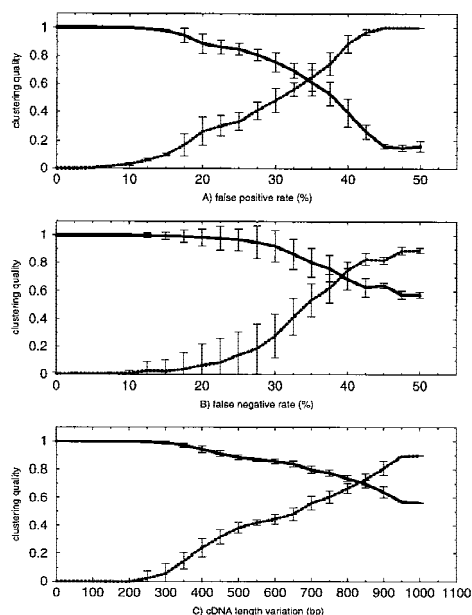 clustering quality
1
0.8
0.6
0.4
0.2
0
0 10 20 30 40 50
A) false positive rate (%)
clustering quality
1
0.8
0.6
0.4
0.2
0
0 10 20 30 40 50
B) false negative rate (%)
clustering quality
1
0.8
0.6
0.4
0.2
0
0 100 200 300 400 500 600 700 800 900 1000 1100
C) cDNA length variation (bp)